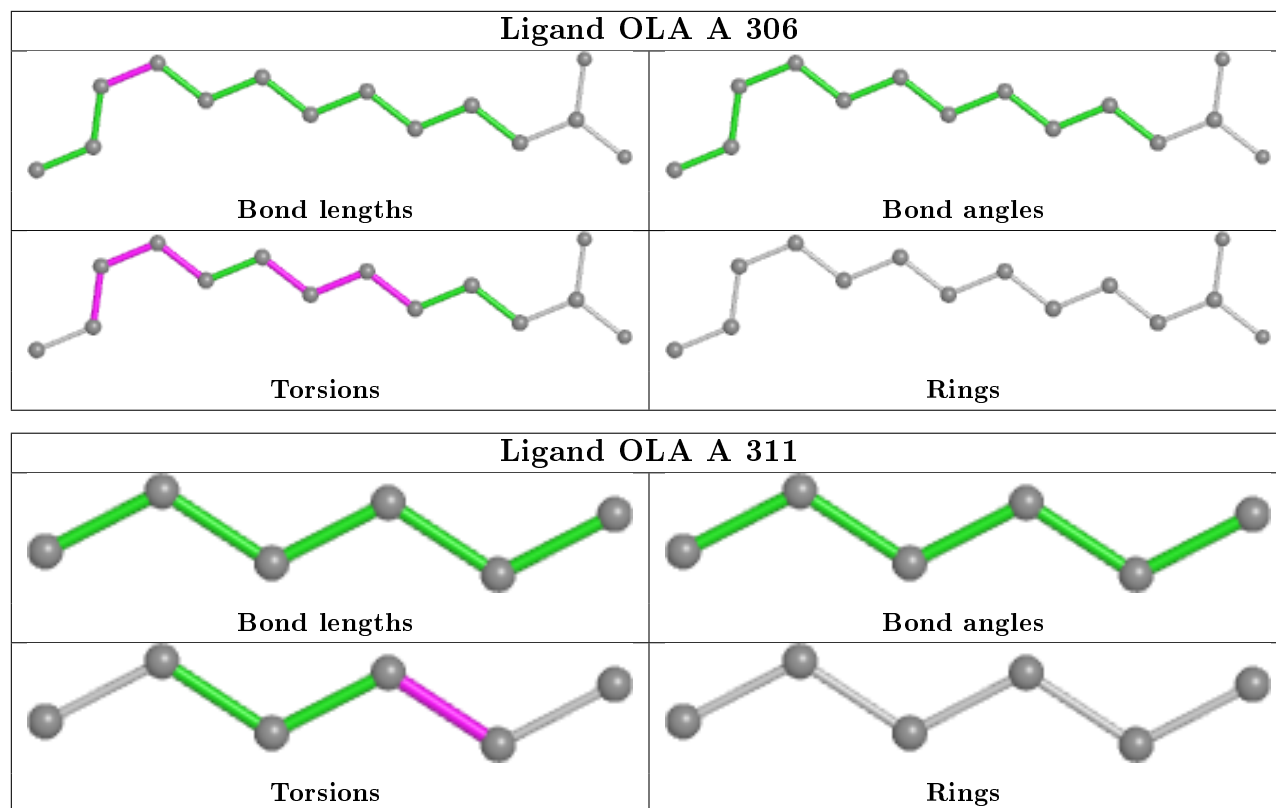 Ligand OLA A 306
Bond lengths
Bond angles
Torsions
Rings
Ligand OLA A 311
Bond lengths
Bond angles
Torsions
Rings